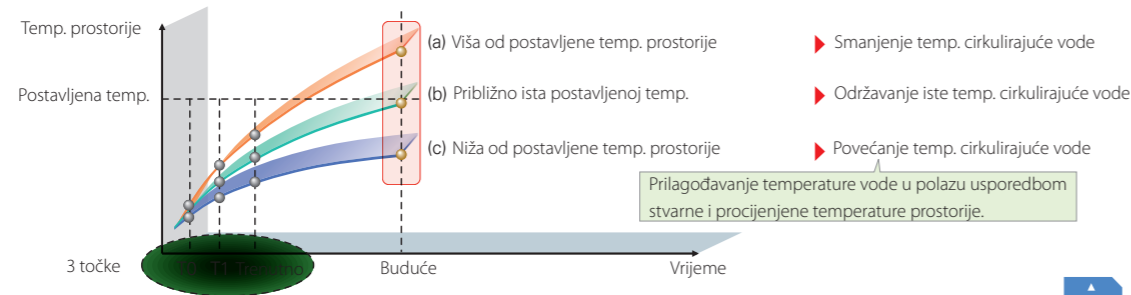 Temp. prostorije
(a) Viša od postavljene temp. prostorije
Smanjenje temp. cirkulirajuće vode
Postavljena temp.
(b) Približno ista postavljenoj temp.
Održavanje iste temp. cirkulirajuće vode
(c) Niža od postavljene temp. prostorije
Povećanje temp. cirkulirajuće vode
Prilagođavanje temperature vode u polazu usporedbom
stvarne i procijenjene temperature prostorije.
3 točke
T1
Trenutno
Buduće
Vrijeme